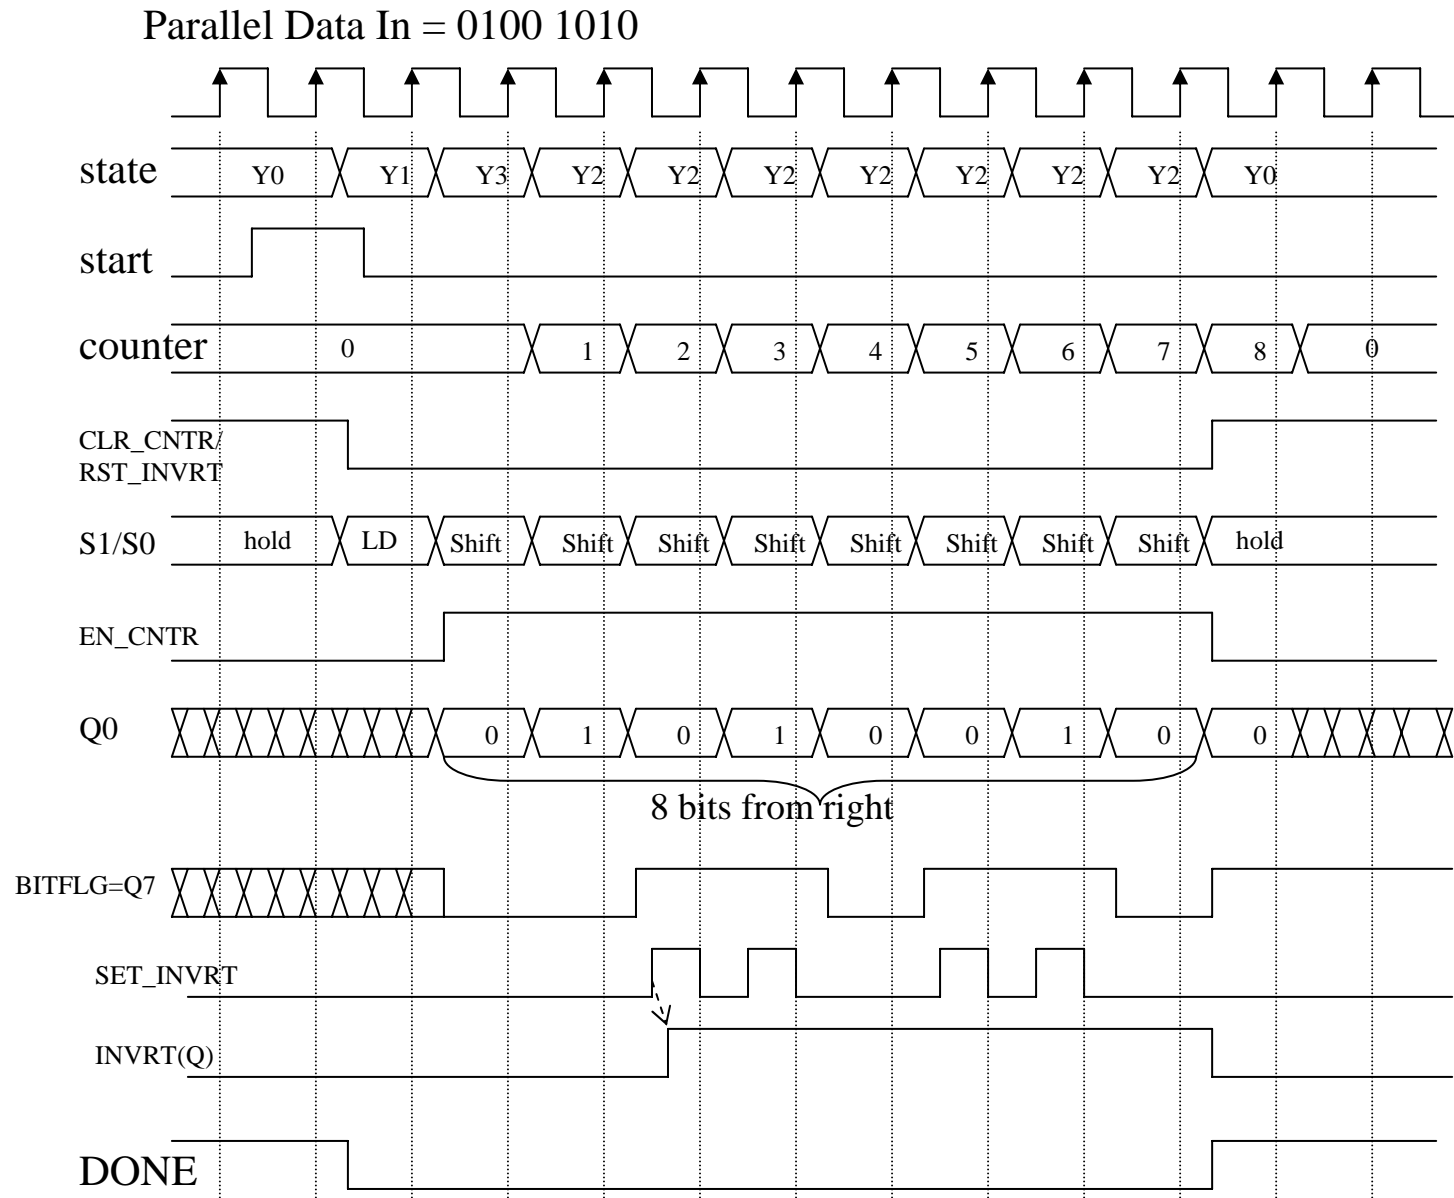 Parallel Data In = 0100 1010
state Y0 Y1 Y3 Y2 Y2 Y2 Y2 Y2 Y2 Y2 Y0
start
counter 0 1 2 3 4 5 6 7 8 0
CLR_CNTR/
RST_INVRT
S1/S0 hold LD Shift Shift Shift Shift Shift Shift Shift Shift hold
EN_CNTR
Q0 0 1 0 1 0 0 1 0 0
8 bits from right
BITFLG=Q7
SET_INVRT
INVRT(Q)
DONE